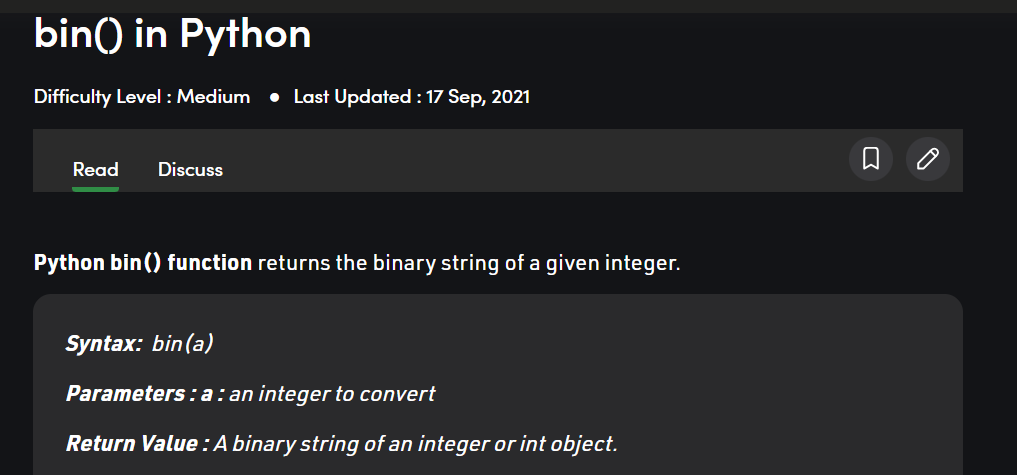 bin() in Python
Difficulty Level : Medium ● Last Updated : 17 Sep, 2021
Read Discuss
Python bin() function returns the binary string of a given integer.
Syntax: bin(a)
Parameters : a : an integer to convert
Return Value : A binary string of an integer or int object.